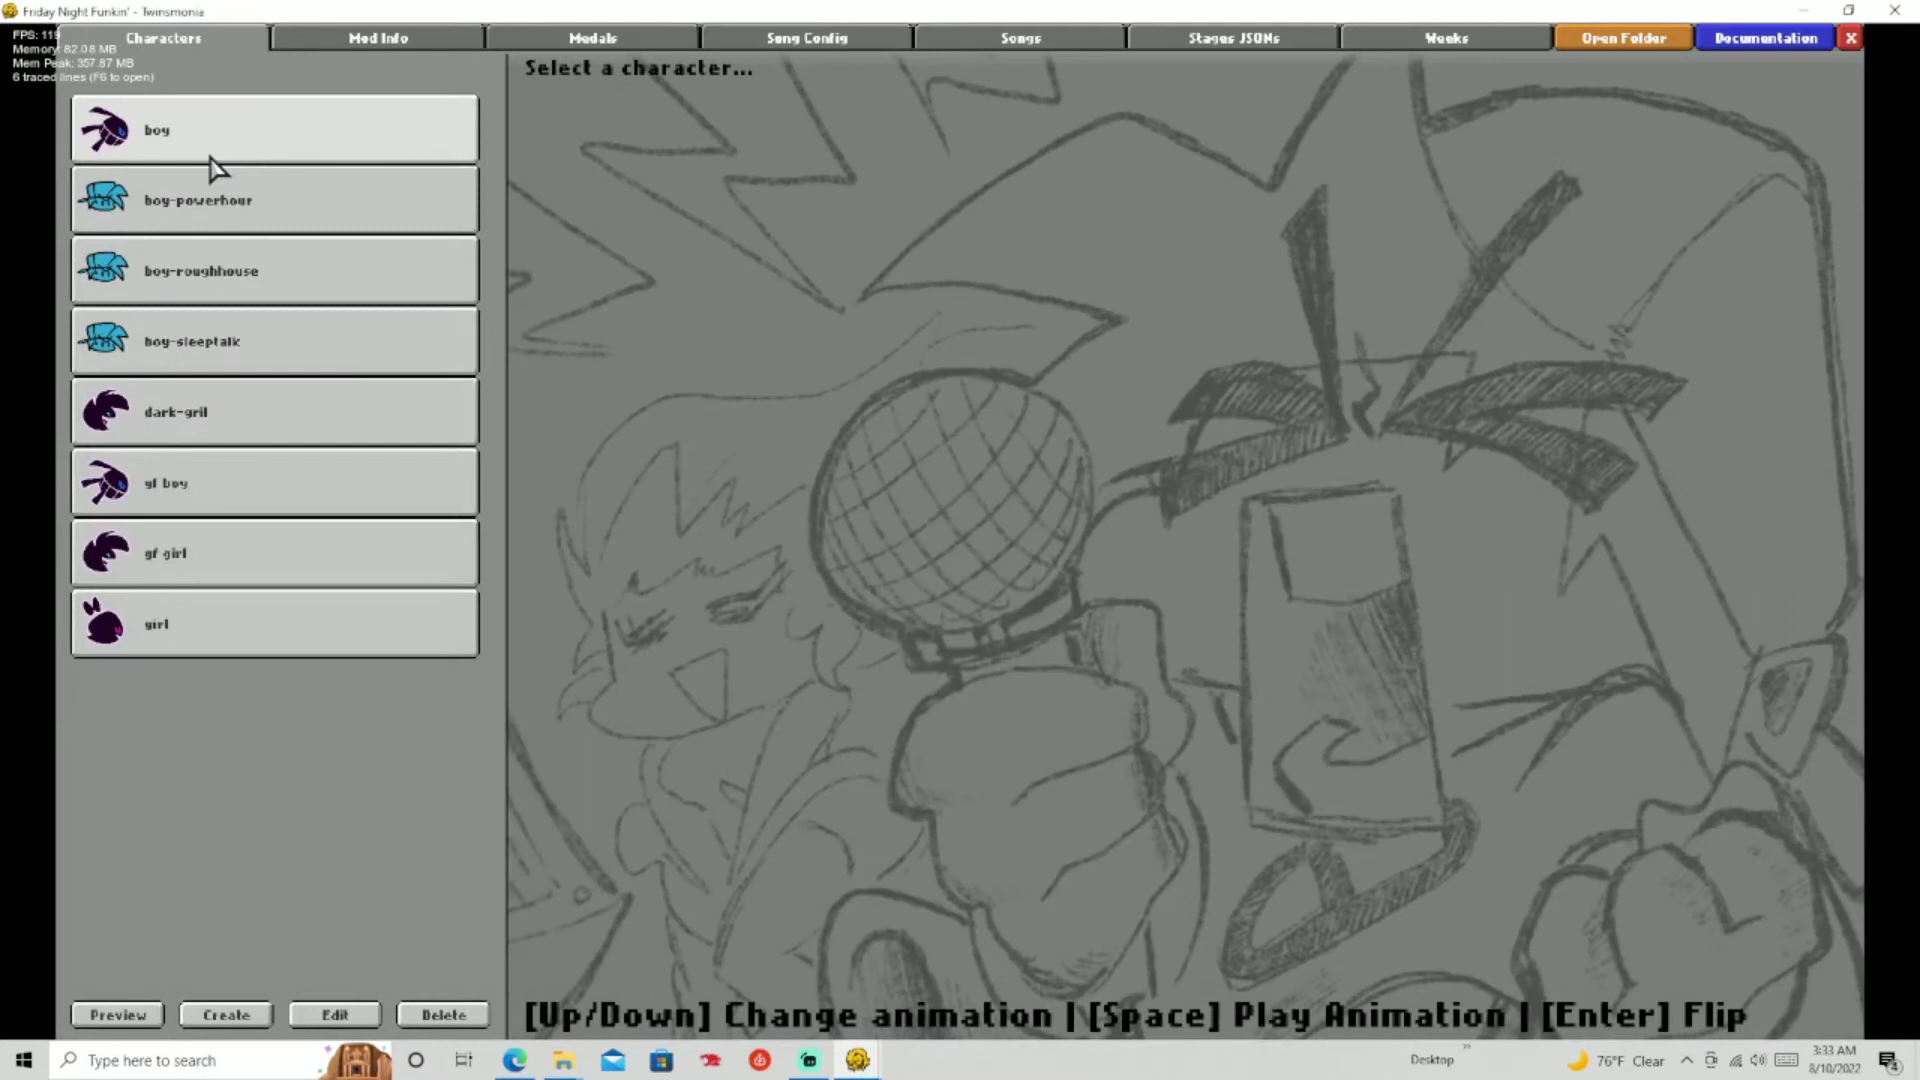 Friday Night Funkin' - Twinsmonia
FPS: 119
Memory: 82.08 MB
Mem Peak: 357.87 MB
6 traced lines (F6 to open)
Characters
Mod Info
Medals
Song Config
Songs
Stages JSONs
Weeks
Open Folder
Documentation
X
Select a character...
boy
boy-powerhour
boy-roughhouse
boy-sleeptalk
dark-gril
gf boy
gf girl
girl
Preview
Create
Edit
Delete
[Up/Down] Change animation | [Space] Play Animation | [Enter] Flip
Type here to search
Desktop
76°F Clear
3:33 AM
8/10/2022
4